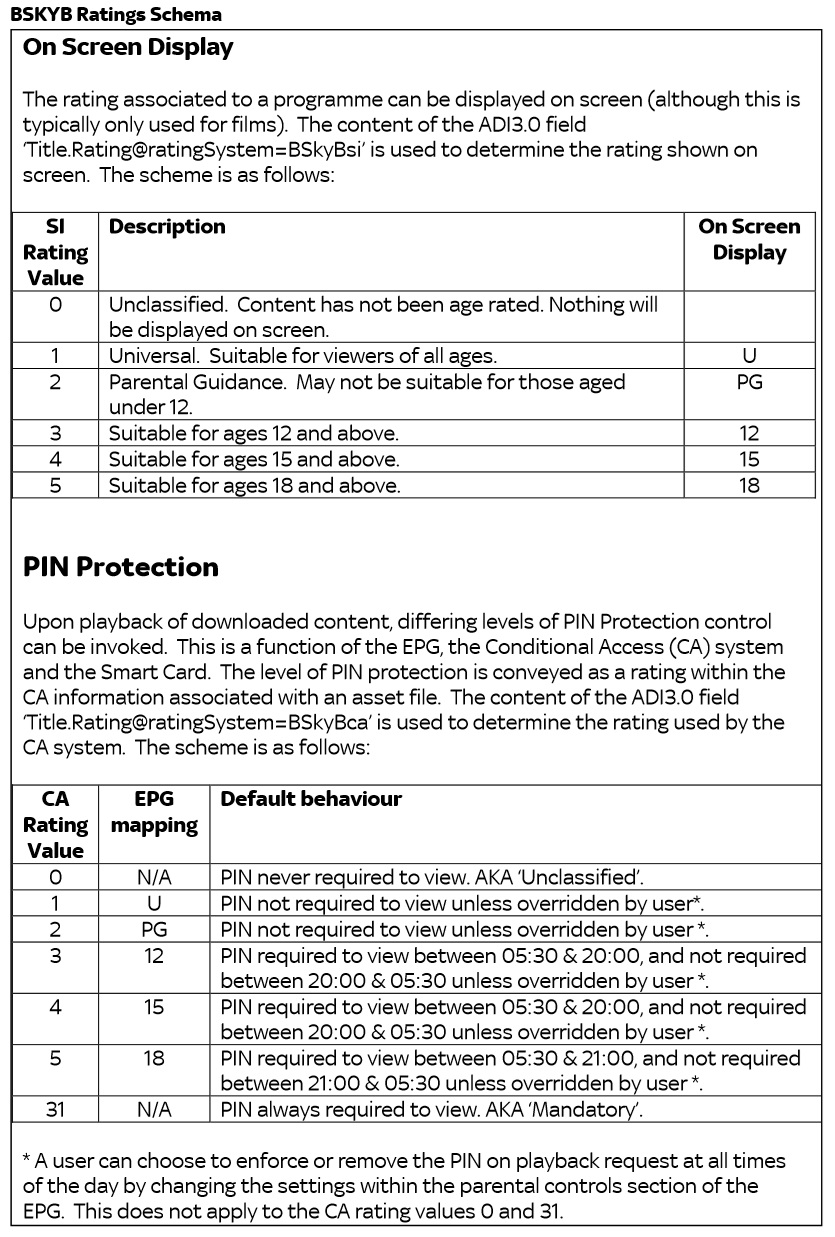 BSKYB Ratings Schema
On Screen Display
The rating associated to a programme can be displayed on screen (although this is
typically only used for films).  The content of the ADI3.0 field
‘Title.Rating@ratingSystem=BSkyBsi’ is used to determine the rating shown on
screen.  The scheme is as follows:
SI Rating Value | Description | On Screen Display
0 | Unclassified.  Content has not been age rated. Nothing will
be displayed on screen.
1 | Universal.  Suitable for viewers of all ages. | U
2 | Parental Guidance.  May not be suitable for those aged | PG
under 12.
3 | Suitable for ages 12 and above. | 12
4 | Suitable for ages 15 and above. | 15
5 | Suitable for ages 18 and above. | 18
PIN Protection
Upon playback of downloaded content, differing levels of PIN Protection control
can be invoked.  This is a function of the EPG, the Conditional Access (CA) system
and the Smart Card.  The level of PIN protection is conveyed as a rating within the
CA information associated with an asset file.  The content of the ADI3.0 field
‘Title.Rating@ratingSystem=BSkyBca’ is used to determine the rating used by the
CA system.  The scheme is as follows:
CA Rating Value | EPG mapping | Default behaviour
0 | N/A | PIN never required to view. AKA ‘Unclassified’.
1 | U | PIN not required to view unless overridden by user*.
2 | PG | PIN not required to view unless overridden by user *.
3 | 12 | PIN required to view between 05:30 & 20:00, and not required
between 20:00 & 05:30 unless overridden by user *.
4 | 15 | PIN required to view between 05:30 & 20:00, and not required
between 20:00 & 05:30 unless overridden by user *.
5 | 18 | PIN required to view between 05:30 & 21:00, and not required
between 21:00 & 05:30 unless overridden by user *.
31 | N/A | PIN always required to view. AKA ‘Mandatory’.
* A user can choose to enforce or remove the PIN on playback request at all times
of the day by changing the settings within the parental controls section of the
EPG.  This does not apply to the CA rating values 0 and 31.